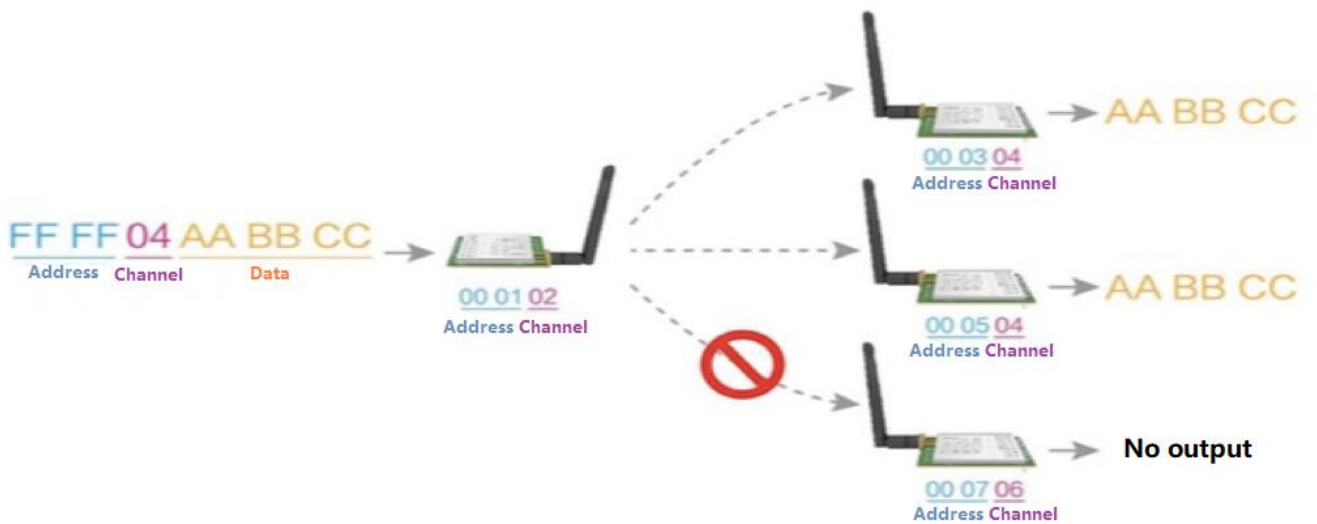 FF FF 04 AA BB CC
Address Channel Data
00 01 02
Address Channel
00 03 04
Address Channel
AA BB CC
00 05 04
Address Channel
AA BB CC
00 07 06
Address Channel
No output